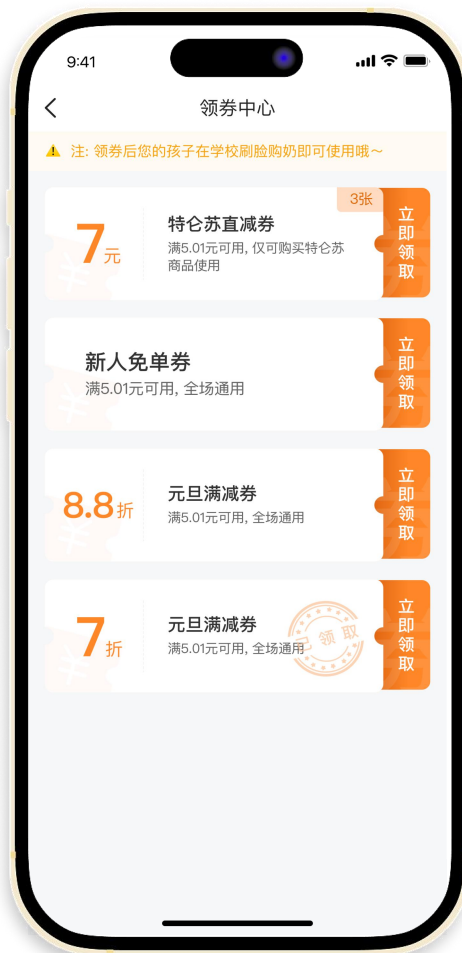 9:41
领券中心
注: 领券后您的孩子在学校刷脸购奶即可使用哦～
3张
7元
特仑苏直减券
满5.01元可用, 仅可购买特仑苏
商品使用
立即领取
新人免单券
满5.01元可用, 全场通用
立即领取
8.8折
元旦满减券
满5.01元可用, 全场通用
立即领取
7折
元旦满减券
满5.01元可用, 全场通用
已领取
立即领取